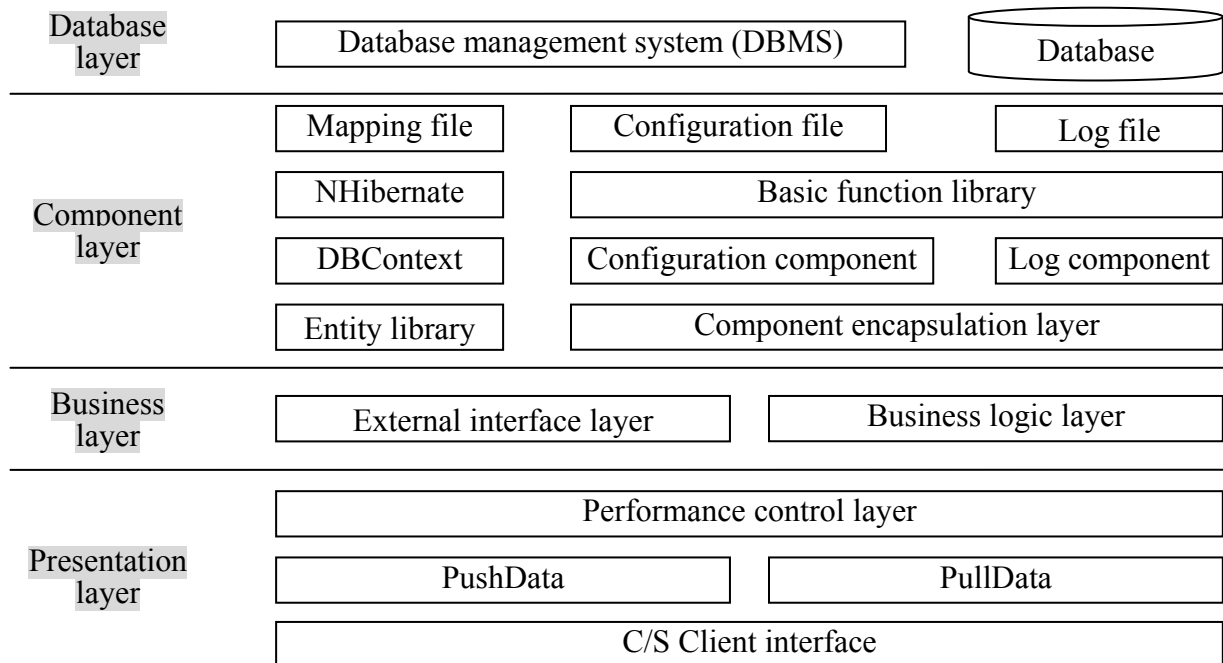 Database
layer
Database management system (DBMS)
Database
Component
layer
Mapping file
Configuration file
Log file
NHibernate
Basic function library
DBContext
Configuration component
Log component
Entity library
Component encapsulation layer
Business
layer
External interface layer
Business logic layer
Presentation
layer
Performance control layer
PushData
PullData
C/S Client interface